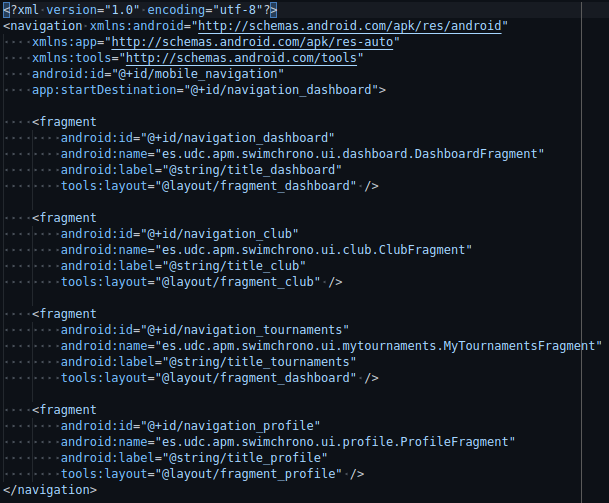 <?xml version="1.0" encoding="utf-8"?>
<navigation xmlns:android="http://schemas.android.com/apk/res/android"
    xmlns:app="http://schemas.android.com/apk/res-auto"
    xmlns:tools="http://schemas.android.com/tools"
    android:id="@+id/mobile_navigation"
    app:startDestination="@+id/navigation_dashboard">

    <fragment
        android:id="@+id/navigation_dashboard"
        android:name="es.udc.apm.swimchrono.ui.dashboard.DashboardFragment"
        android:label="@string/title_dashboard"
        tools:layout="@layout/fragment_dashboard" />

    <fragment
        android:id="@+id/navigation_club"
        android:name="es.udc.apm.swimchrono.ui.club.ClubFragment"
        android:label="@string/title_club"
        tools:layout="@layout/fragment_club" />

    <fragment
        android:id="@+id/navigation_tournaments"
        android:name="es.udc.apm.swimchrono.ui.mytournaments.MyTournamentsFragment"
        android:label="@string/title_tournaments"
        tools:layout="@layout/fragment_dashboard" />

    <fragment
        android:id="@+id/navigation_profile"
        android:name="es.udc.apm.swimchrono.ui.profile.ProfileFragment"
        android:label="@string/title_profile"
        tools:layout="@layout/fragment_profile" />
</navigation>